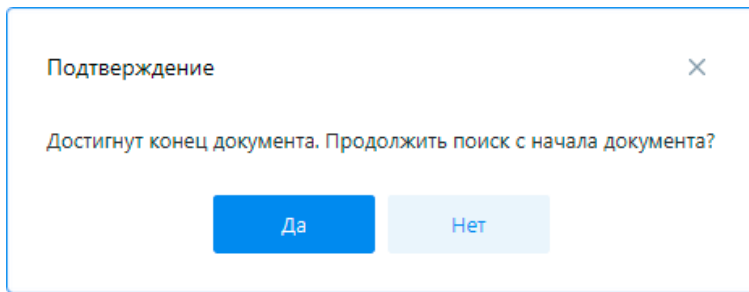 Подтверждение
Достигнут конец документа. Продолжить поиск с начала документа?
Да
Нет